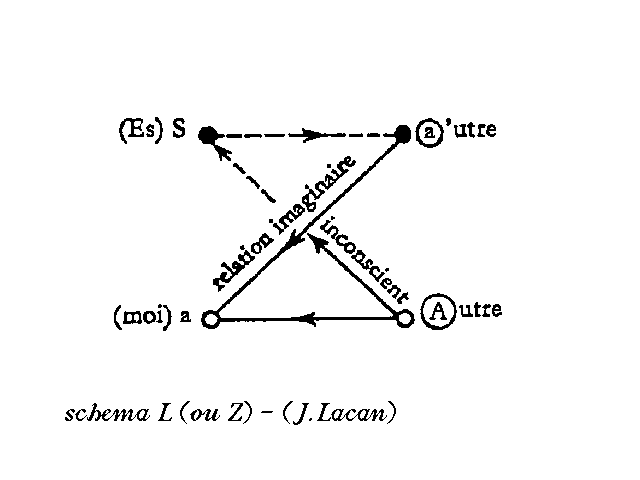 (Es) S
a'utre
relation imaginaire
inconscient
(moi) a
Autre
schema L (ou Z) - (J. Lacan)